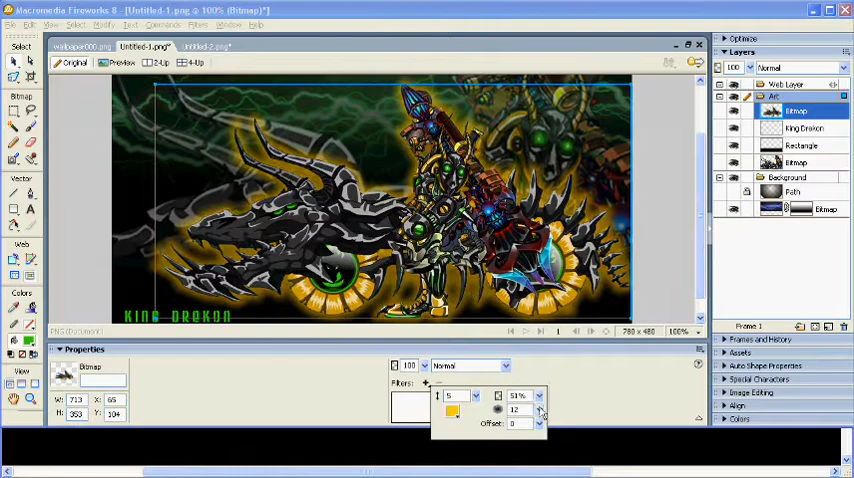 Macromedia Fireworks 8 - [Untitled-1.png @ 100% (Bitmap)*]
File Edit View Select Modify Text Commands Filters Window Help
Select
Bitmap
Vector
Web
Colors
View
wallpaper000.png Untitled-1.png* Untitled-2.png*
Original Preview 2-Up 4-Up
KING DROKON
PNG (Document) 1 780 x 480 100%
Optimize
Layers
100 Normal
Web Layer
Art
Bitmap
King Drokon
Rectangle
Bitmap
Background
Path
Bitmap
Frame 1
Frames and History
Assets
Auto Shape Properties
Special Characters
Align
Colors
Properties
Bitmap
W: 713 X: 65
H: 353 Y: 104
100 Normal
Filters:
5 51%
12
Offset: 0